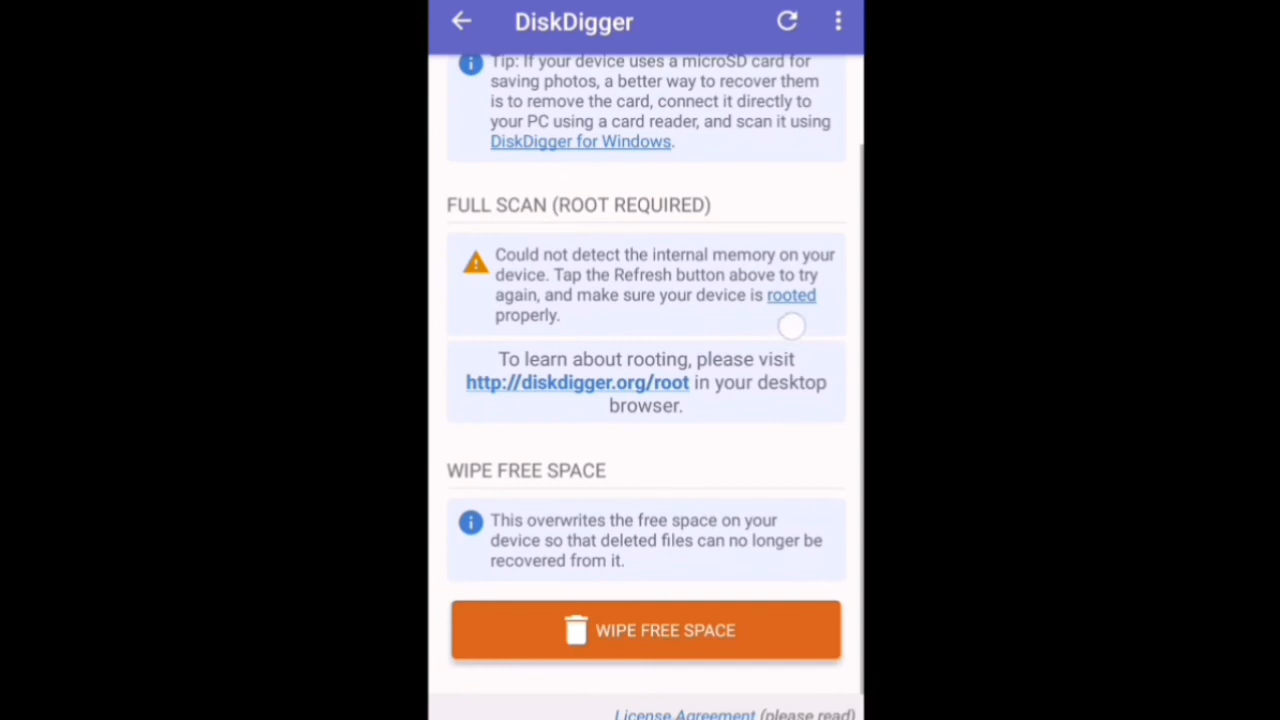 DiskDigger
Tip: If your device uses a microSD card for
saving photos, a better way to recover them
is to remove the card, connect it directly to
your PC using a card reader, and scan it using
DiskDigger for Windows.
FULL SCAN (ROOT REQUIRED)
Could not detect the internal memory on your
device. Tap the Refresh button above to try
again, and make sure your device is rooted
properly.
To learn about rooting, please visit
http://diskdigger.org/root in your desktop
browser.
WIPE FREE SPACE
This overwrites the free space on your
device so that deleted files can no longer be
recovered from it.
WIPE FREE SPACE
License Agreement (please read)